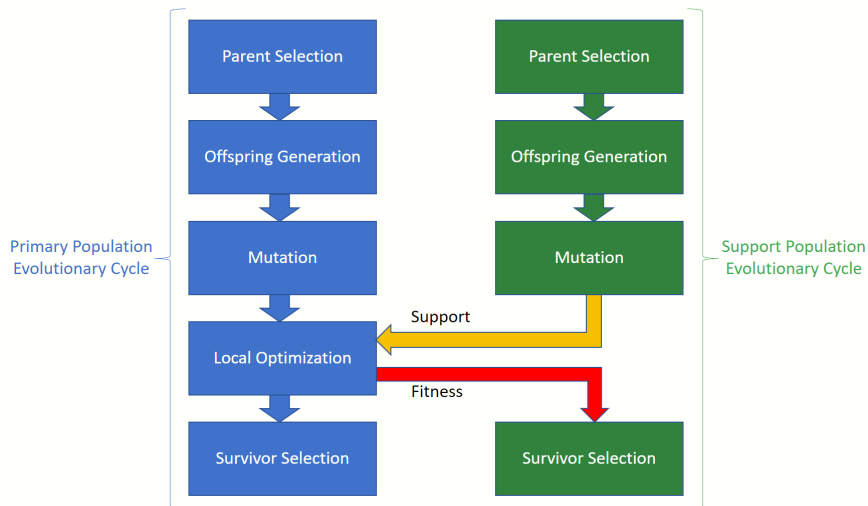 Parent Selection
Offspring Generation
Primary Population
Evolutionary Cycle
Mutation
Local Optimization
Survivor Selection
Support
Fitness
Parent Selection
Offspring Generation
Mutation
Survivor Selection
Support Population
Evolutionary Cycle